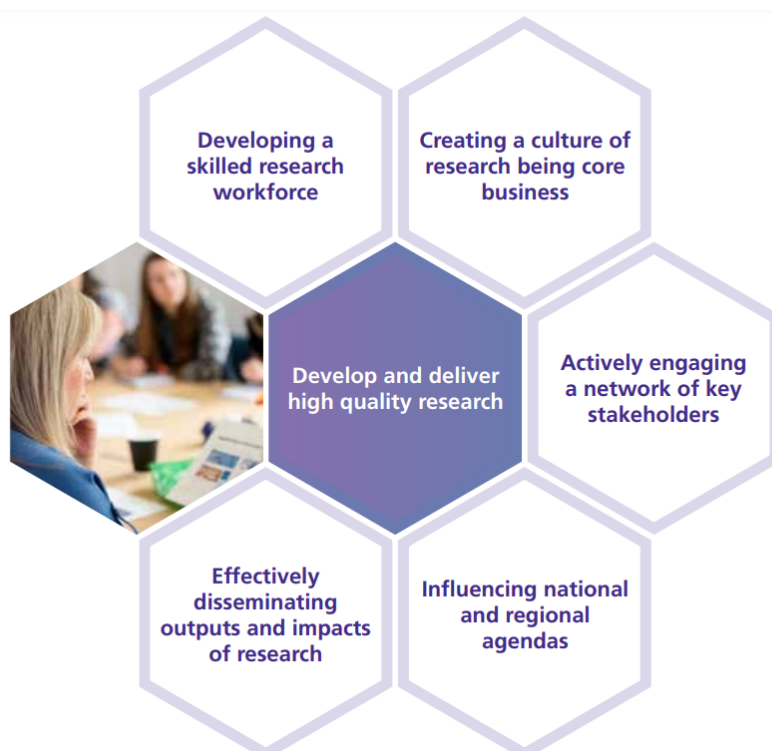 Developing a
skilled research
workforce
Creating a culture of
research being core
business
Develop and deliver
high quality research
Actively engaging
a network of key
stakeholders
Effectively
disseminating
outputs and impacts
of research
Influencing national
and regional
agendas